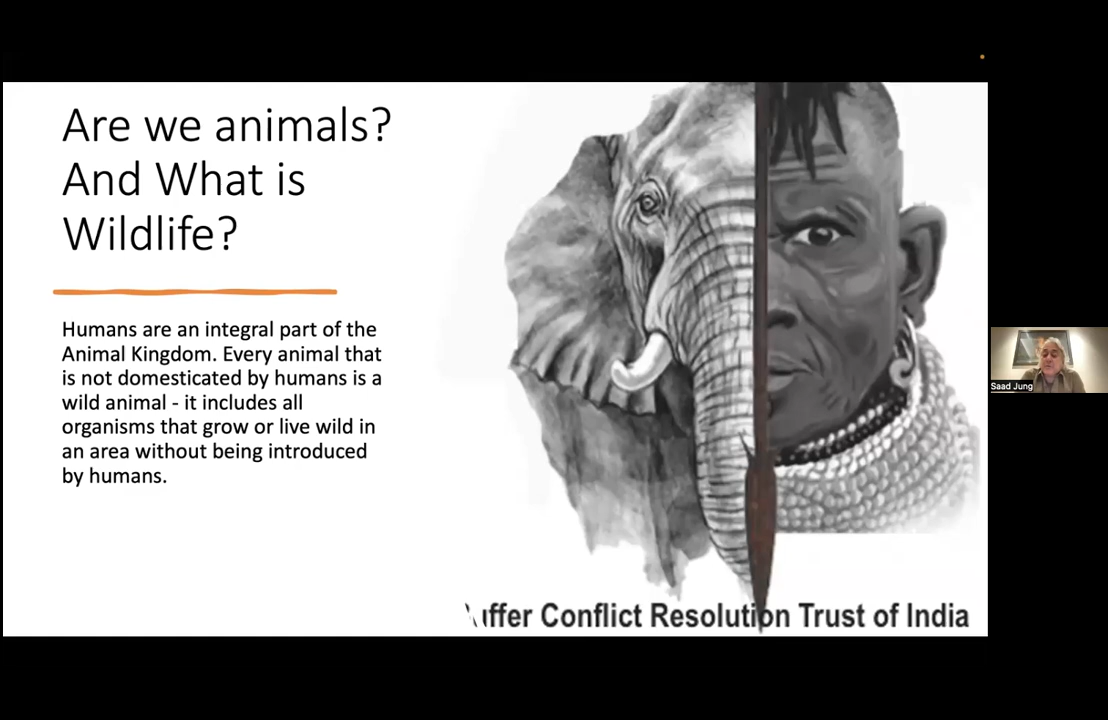 Are we animals?
And What is
Wildlife?
Humans are an integral part of the
Animal Kingdom. Every animal that
is not domesticated by humans is a
wild animal - it includes all
organisms that grow or live wild in
an area without being introduced
by humans.
uffer Conflict Resolution Trust of India
Saad Jung